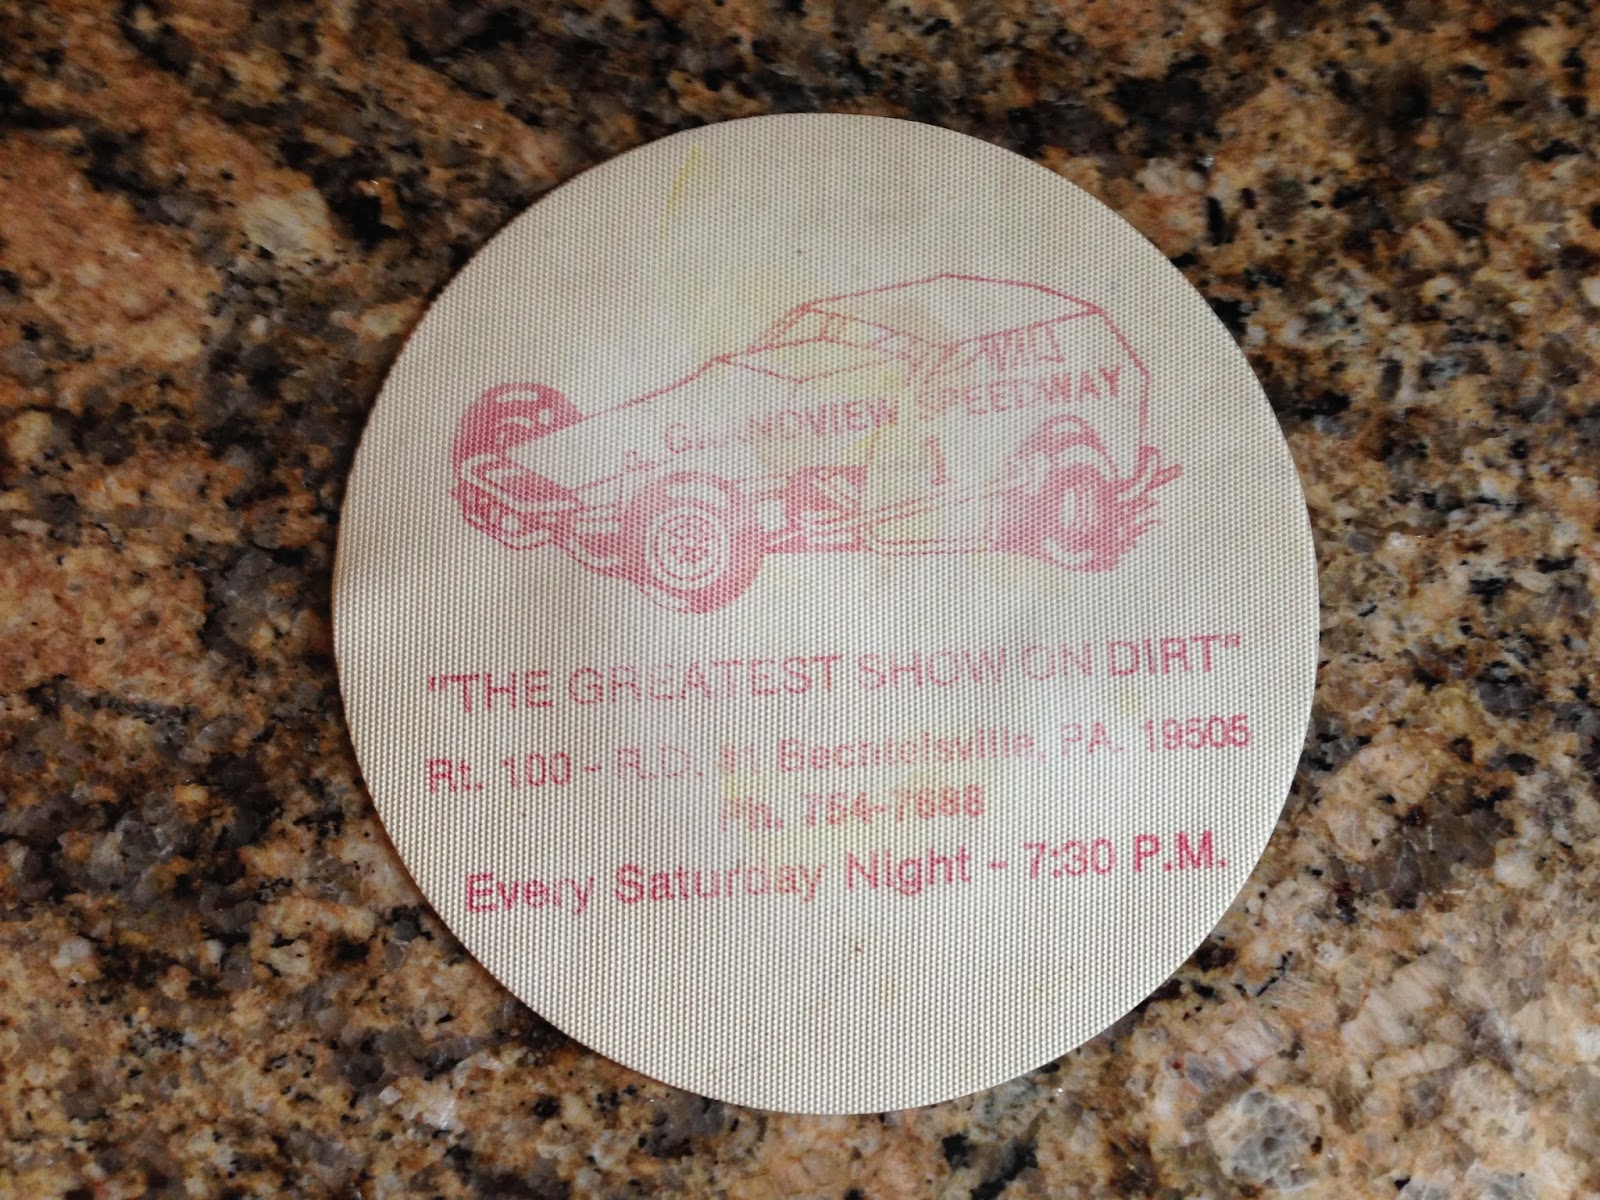 GRANDVIEW SPEEDWAY
"THE GREATEST SHOW ON DIRT"
Rt. 100 - R.D. #1 Bechtelsville, PA. 19505
Ph. 754-7688
Every Saturday Night - 7:30 P.M.